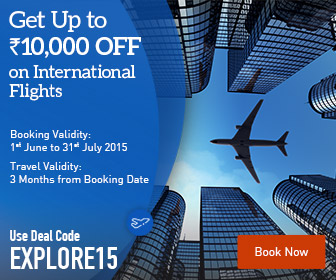 Get Up to
₹10,000 OFF
on International
Flights
Booking Validity:
1st June to 31st July 2015
Travel Validity:
3 Months from Booking Date
Use Deal Code
EXPLORE15
Book Now